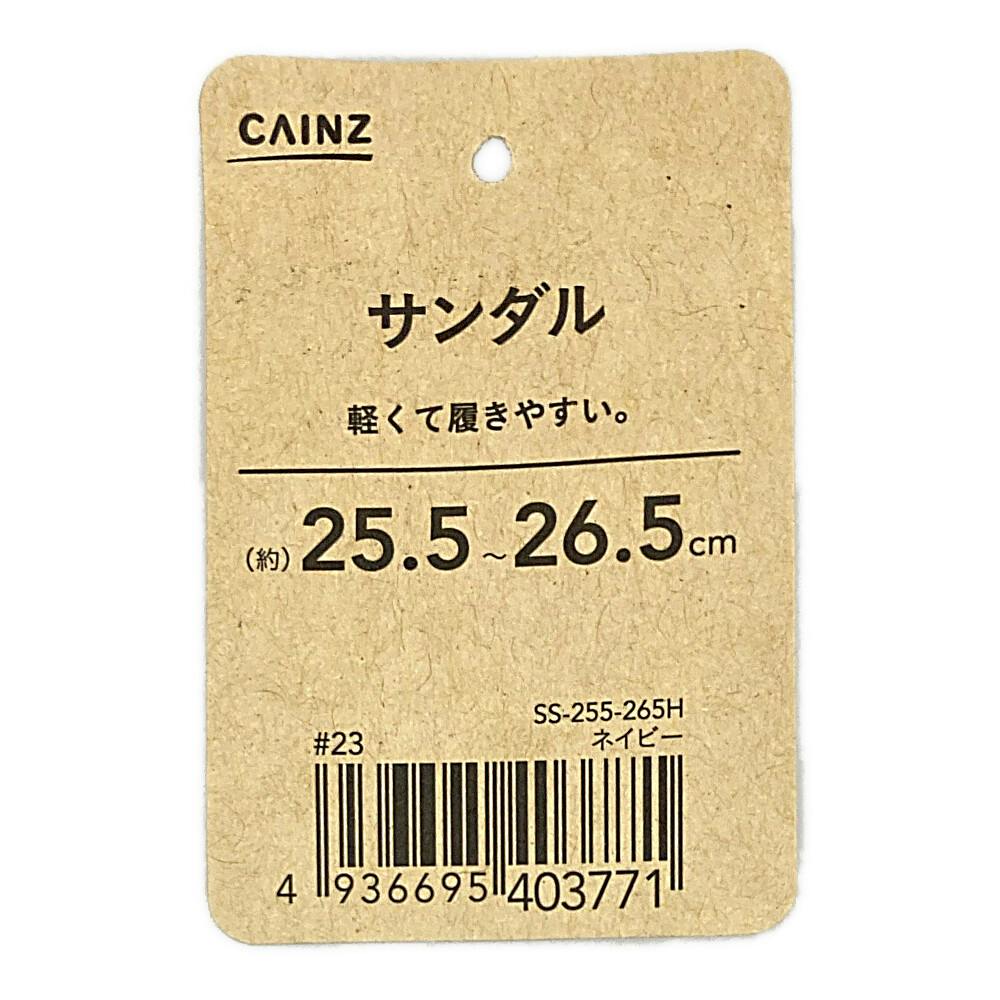 CAINZ
サンダル
軽くて履きやすい。
(約)25.5~26.5cm
SS-255-265H
#23
ネイビー
4 936695 403771